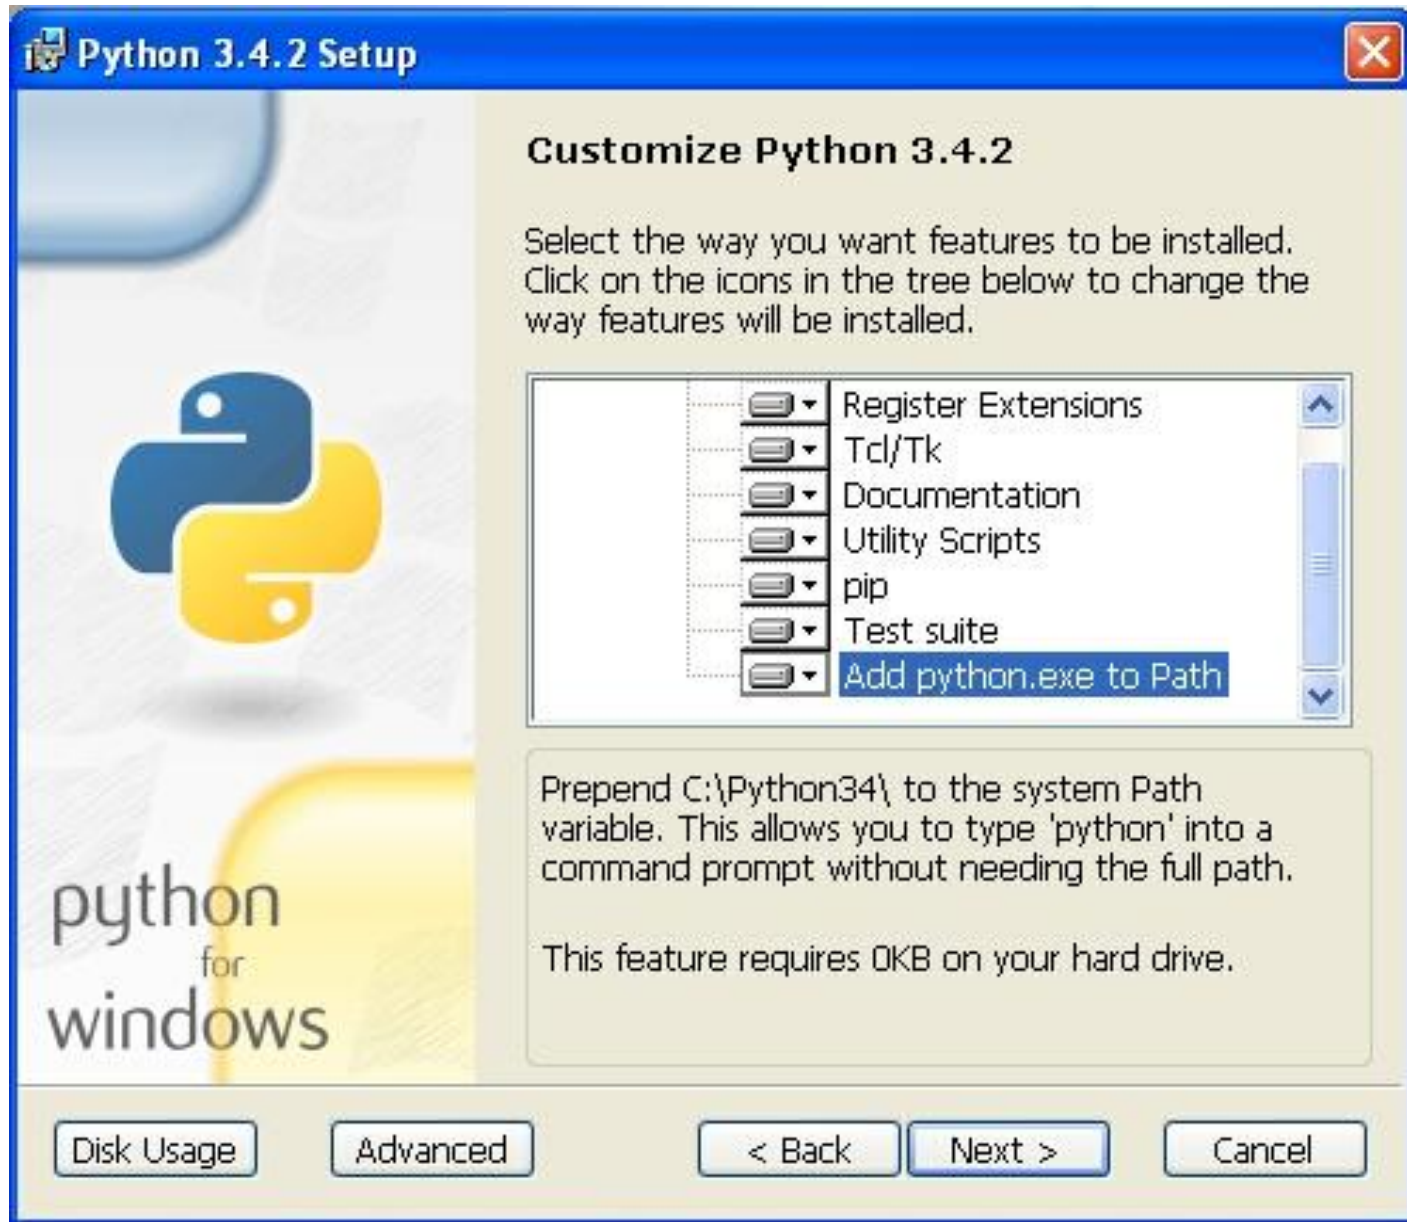 Python 3.4.2 Setup
Customize Python 3.4.2
Select the way you want features to be installed.
Click on the icons in the tree below to change the
way features will be installed.
Register Extensions
Tcl/Tk
Documentation
Utility Scripts
pip
Test suite
Add python.exe to Path
Prepend C:\Python34\ to the system Path
variable. This allows you to type 'python' into a
command prompt without needing the full path.
This feature requires 0KB on your hard drive.
python
for
windows
Disk Usage
Advanced
< Back
Next >
Cancel